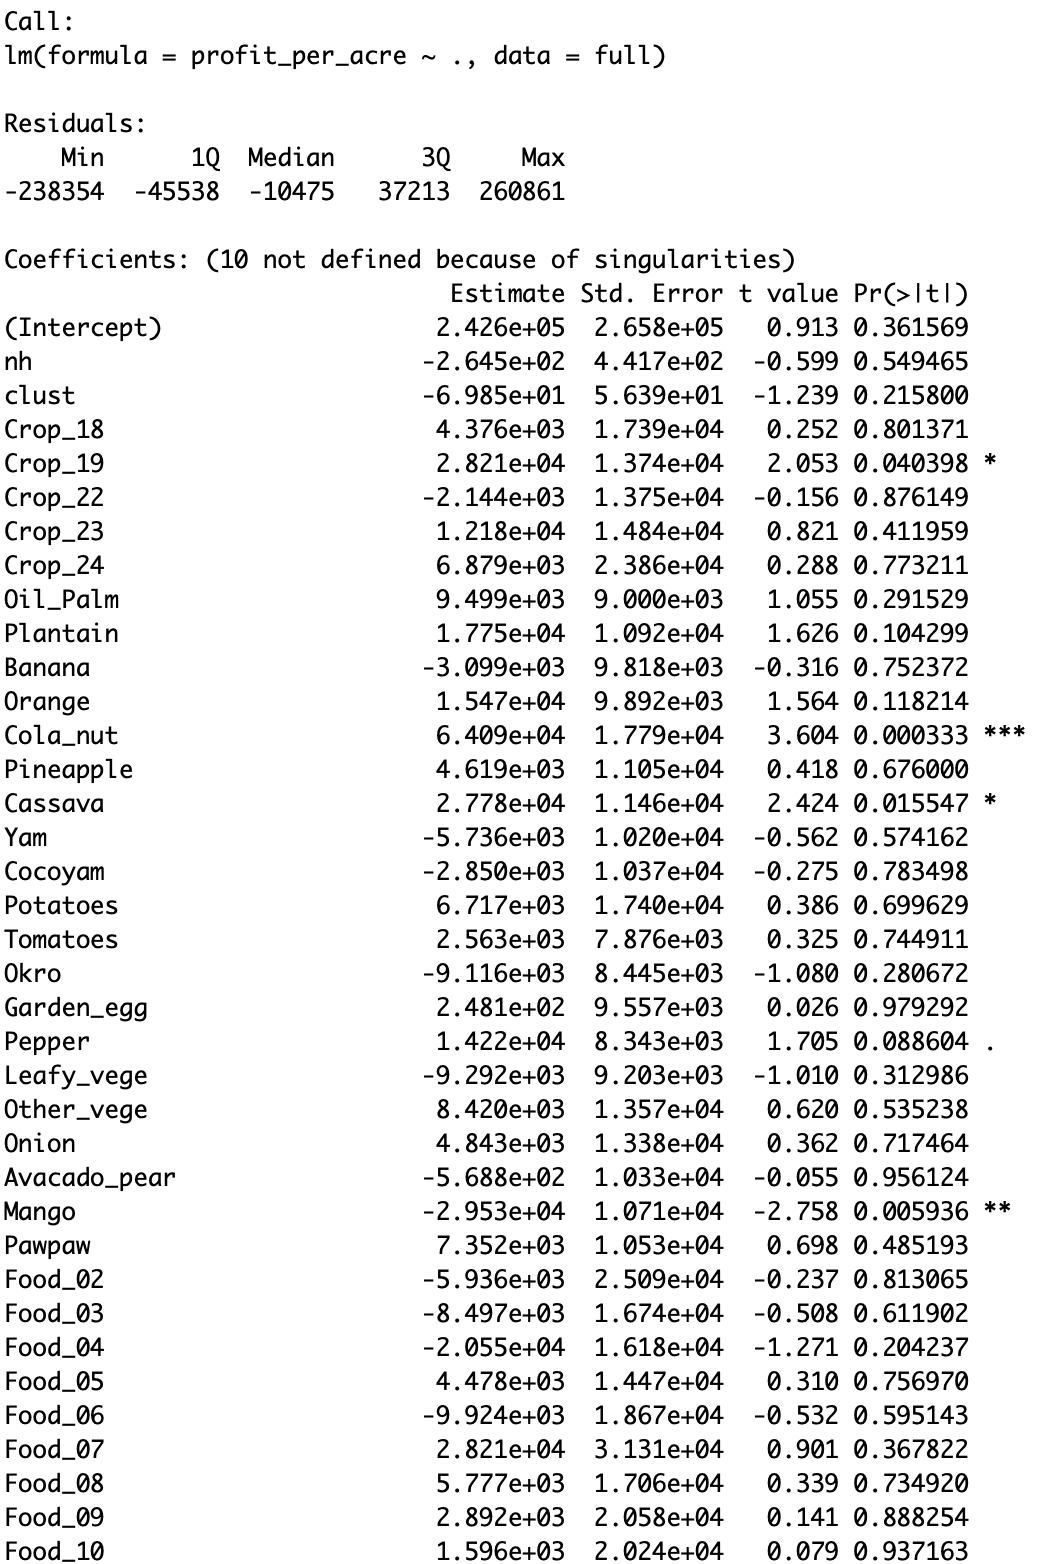 Call:
lm(formula = profit_per_acre ~ ., data = full)
Residuals:
    Min      1Q  Median      3Q     Max
-238354  -45538  -10475   37213  260861
Coefficients: (10 not defined because of singularities)
                               Estimate Std. Error t value Pr(>|t|)
(Intercept)                   2.426e+05  2.658e+05   0.913 0.361569
nh                           -2.645e+02  4.417e+02  -0.599 0.549465
clust                        -6.985e+01  5.639e+01  -1.239 0.215800
Crop_18                       4.376e+03  1.739e+04   0.252 0.801371
Crop_19                       2.821e+04  1.374e+04   2.053 0.040398 *
Crop_22                      -2.144e+03  1.375e+04  -0.156 0.876149
Crop_23                       1.218e+04  1.484e+04   0.821 0.411959
Crop_24                       6.879e+03  2.386e+04   0.288 0.773211
Oil_Palm                      9.499e+03  9.000e+03   1.055 0.291529
Plantain                      1.775e+04  1.092e+04   1.626 0.104299
Banana                       -3.099e+03  9.818e+03  -0.316 0.752372
Orange                        1.547e+04  9.892e+03   1.564 0.118214
Cola_nut                      6.409e+04  1.779e+04   3.604 0.000333 ***
Pineapple                     4.619e+03  1.105e+04   0.418 0.676000
Cassava                       2.778e+04  1.146e+04   2.424 0.015547 *
Yam                          -5.736e+03  1.020e+04  -0.562 0.574162
Cocoyam                      -2.850e+03  1.037e+04  -0.275 0.783498
Potatoes                      6.717e+03  1.740e+04   0.386 0.699629
Tomatoes                      2.563e+03  7.876e+03   0.325 0.744911
Okro                         -9.116e+03  8.445e+03  -1.080 0.280672
Garden_egg                    2.481e+02  9.557e+03   0.026 0.979292
Pepper                        1.422e+04  8.343e+03   1.705 0.088604 .
Leafy_vege                   -9.292e+03  9.203e+03  -1.010 0.312986
Other_vege                    8.420e+03  1.357e+04   0.620 0.535238
Onion                         4.843e+03  1.338e+04   0.362 0.717464
Avacado_pear                 -5.688e+02  1.033e+04  -0.055 0.956124
Mango                        -2.953e+04  1.071e+04  -2.758 0.005936 **
Pawpaw                        7.352e+03  1.053e+04   0.698 0.485193
Food_02                      -5.936e+03  2.509e+04  -0.237 0.813065
Food_03                      -8.497e+03  1.674e+04  -0.508 0.611902
Food_04                      -2.055e+04  1.618e+04  -1.271 0.204237
Food_05                       4.478e+03  1.447e+04   0.310 0.756970
Food_06                      -9.924e+03  1.867e+04  -0.532 0.595143
Food_07                       2.821e+04  3.131e+04   0.901 0.367822
Food_08                       5.777e+03  1.706e+04   0.339 0.734920
Food_09                       2.892e+03  2.058e+04   0.141 0.888254
Food_10                       1.596e+03  2.024e+04   0.079 0.937163